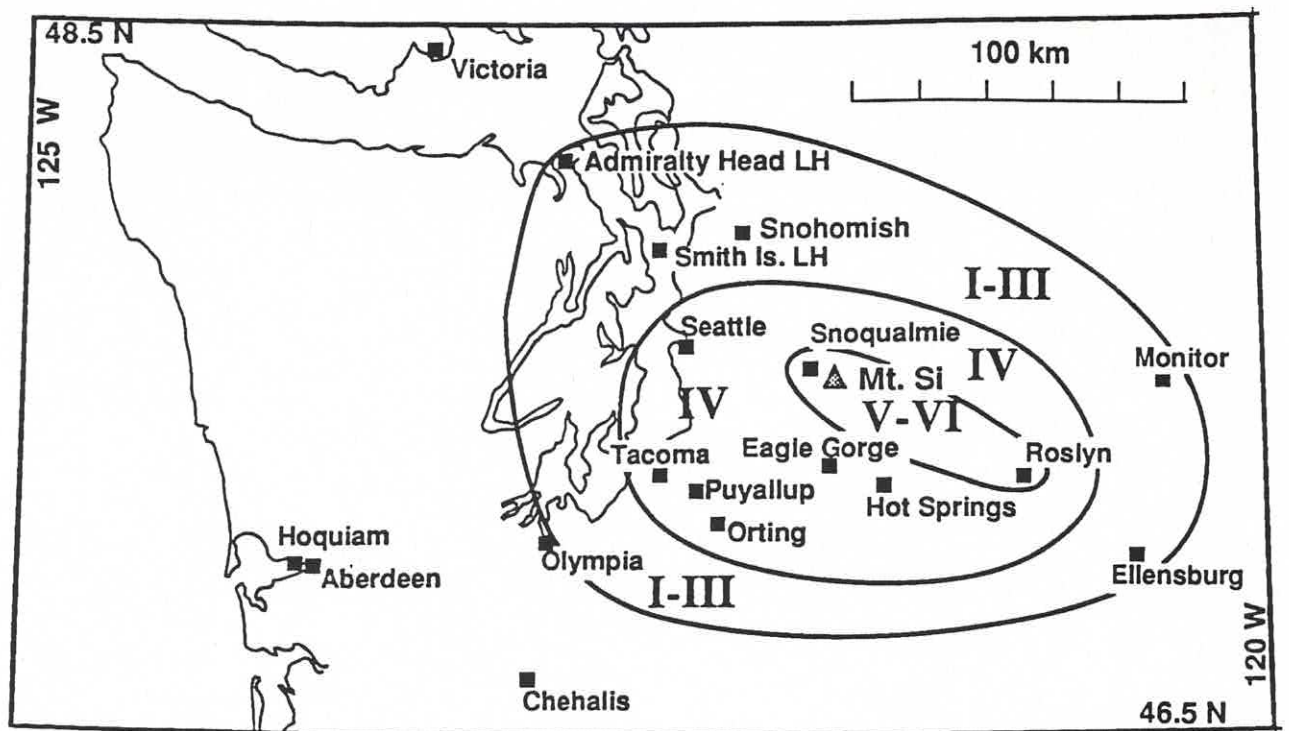 48.5 N
Victoria
100 km
125 W
Admiralty Head LH
Snohomish
Smith Is. LH
I-III
Seattle
Snoqualmie
Monitor
IV
Mt. Si
IV
V-VI
Tacoma
Eagle Gorge
Roslyn
Puyallup
Hot Springs
Orting
Hoquiam
Aberdeen
Olympia
I-III
Ellensburg
120 W
Chehalis
46.5 N